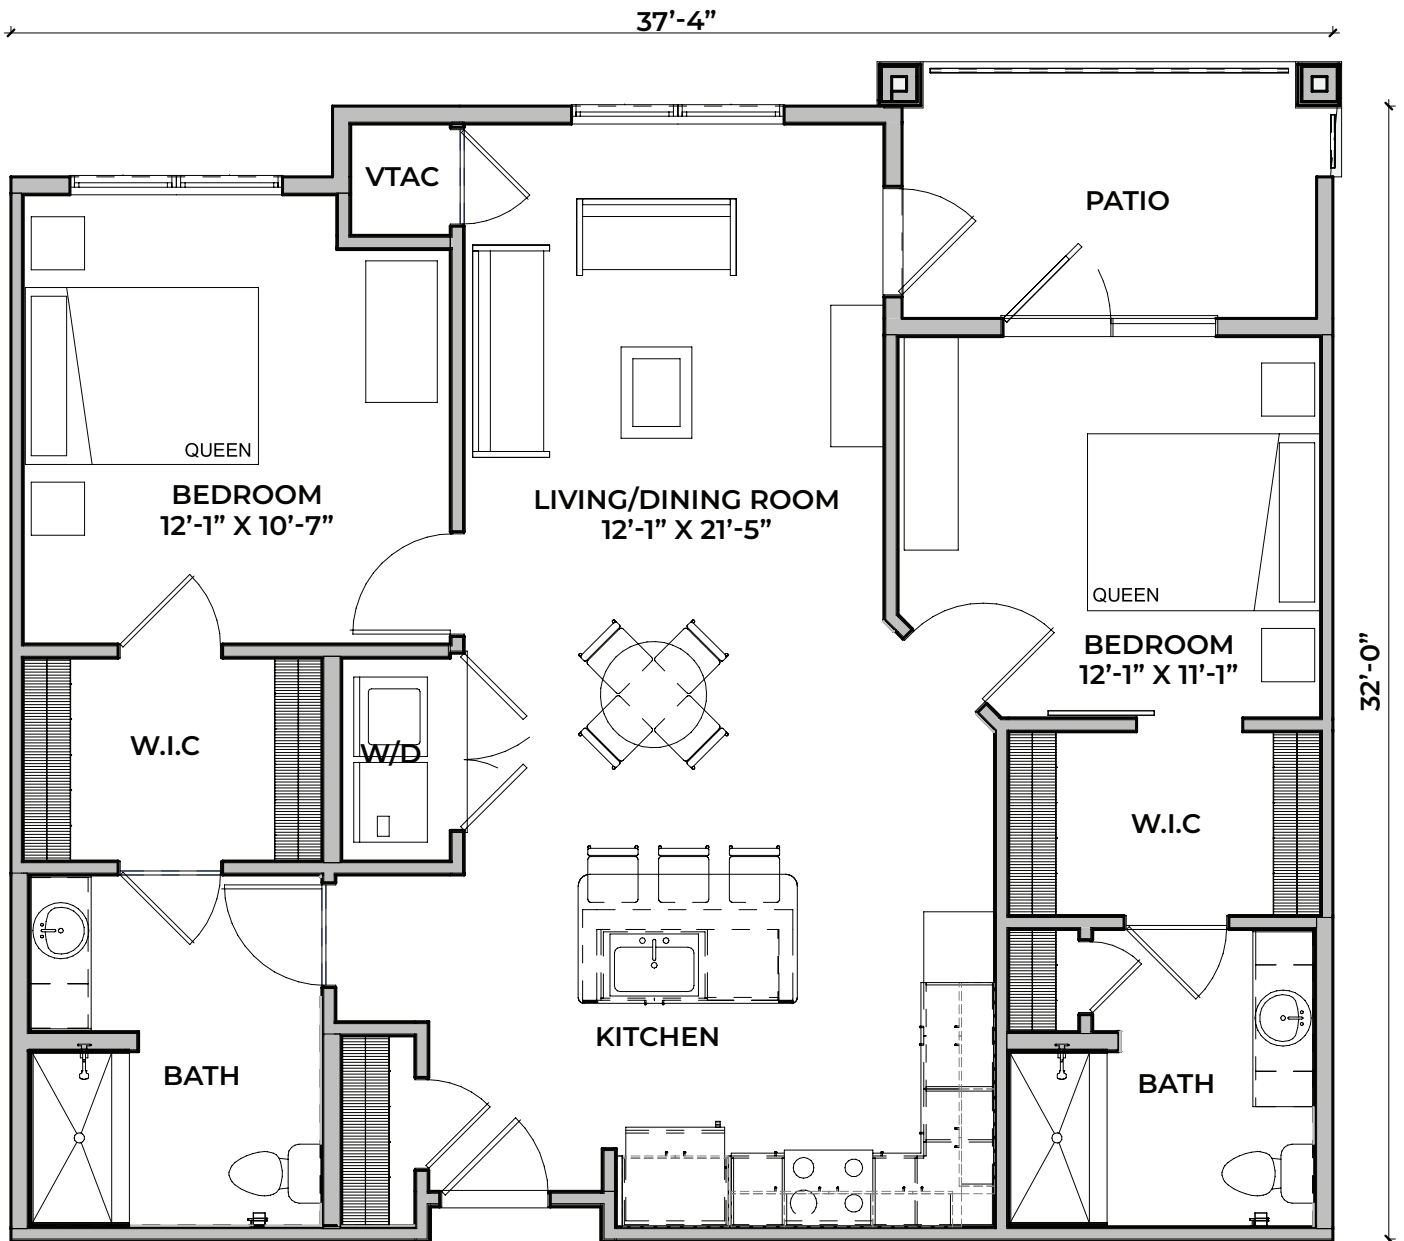 37’-4”
VTAC
PATIO
QUEEN
BEDROOM
12’-1” X 10’-7”
LIVING/DINING ROOM
12’-1” X 21’-5”
QUEEN
BEDROOM
12’-1” X 11’-1”
32’-0”
W.I.C
W/D
W.I.C
KITCHEN
BATH
BATH